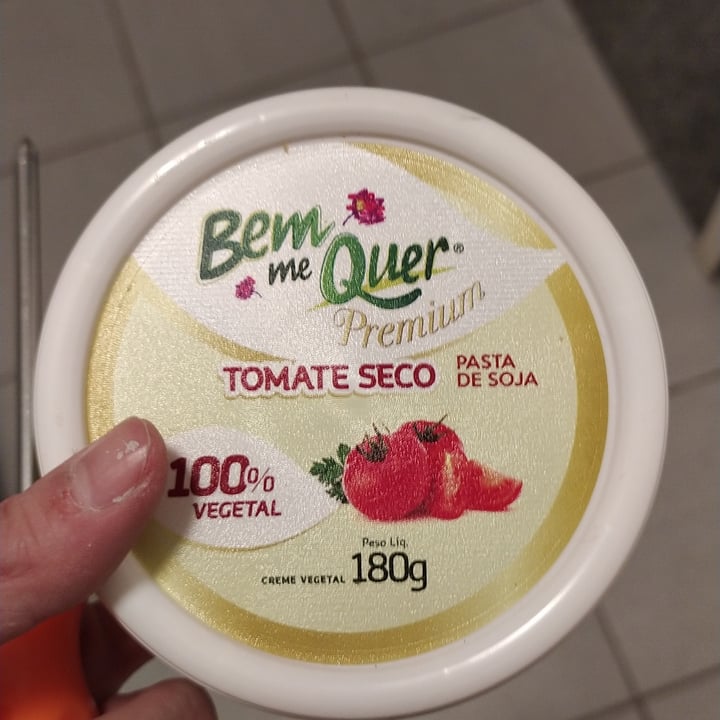 Bem
me Quer®
Premium
TOMATE SECO PASTA DE SOJA
100% VEGETAL
Peso Líq.
CREME VEGETAL 180g